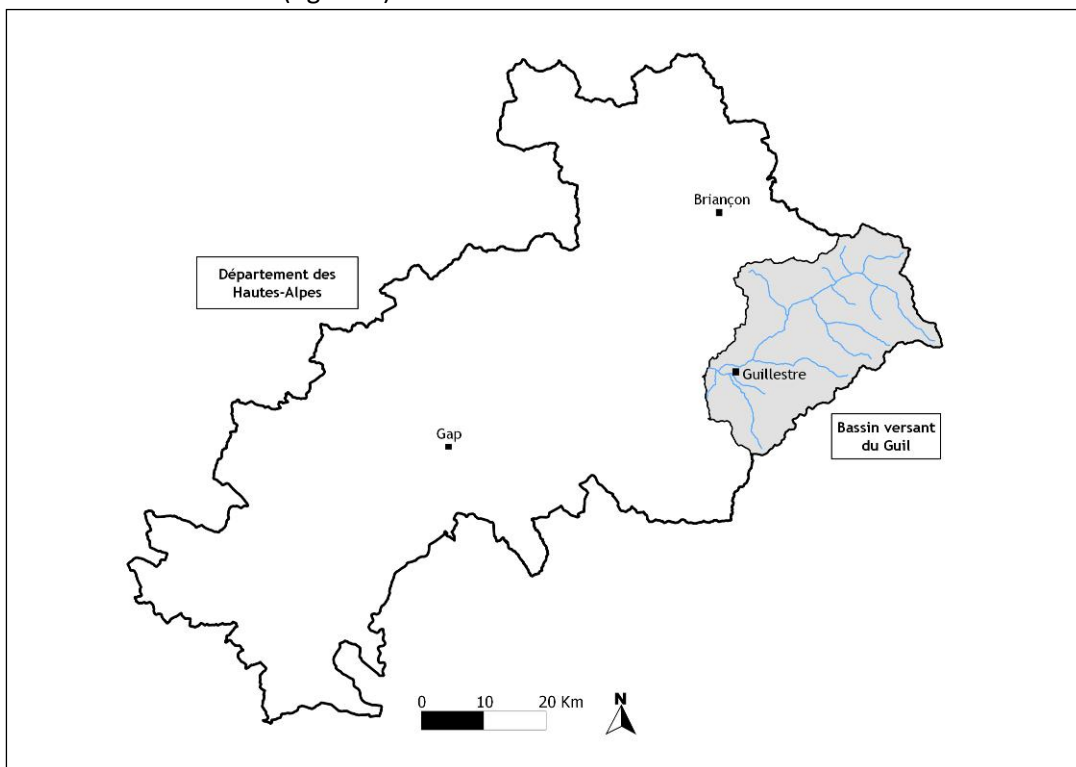 Briançon
Département des
Hautes-Alpes
Guillestre
Bassin versant
du Guil
Gap
0 10 20 Km
N